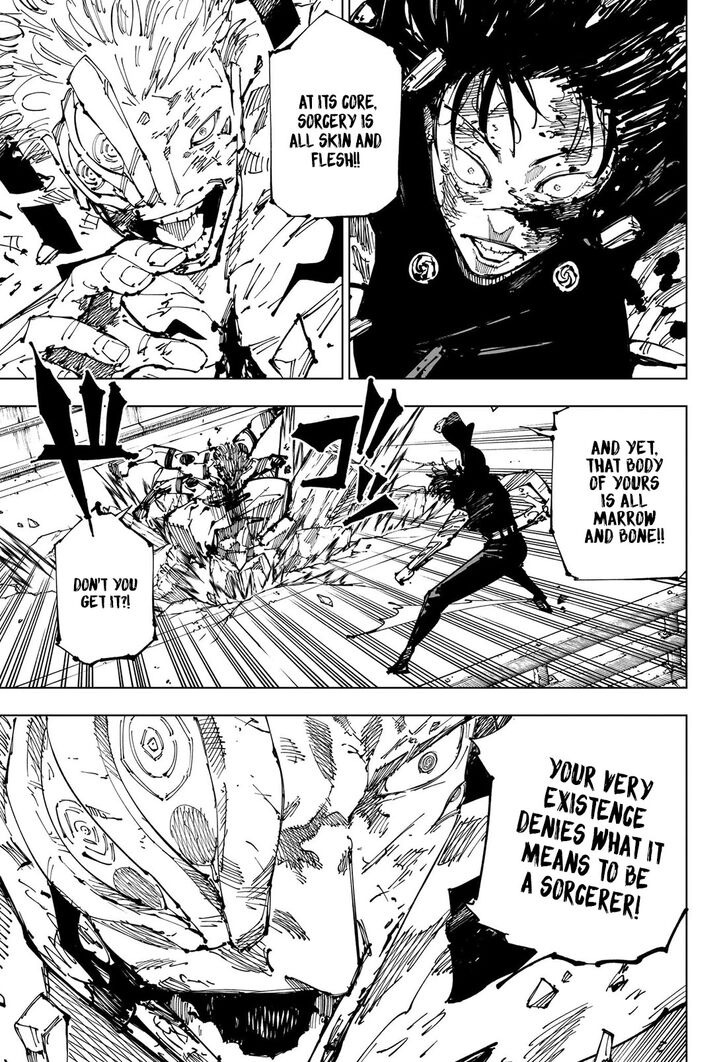 AT ITS CORE,
SORCERY IS
ALL SKIN AND
FLESH!!
AND YET,
THAT BODY
OF YOURS
IS ALL
MARROW
AND BONE!!
DON'T YOU
GET IT?!
YOUR VERY
EXISTENCE
DENIES WHAT IT
MEANS TO BE
A SORCERER!